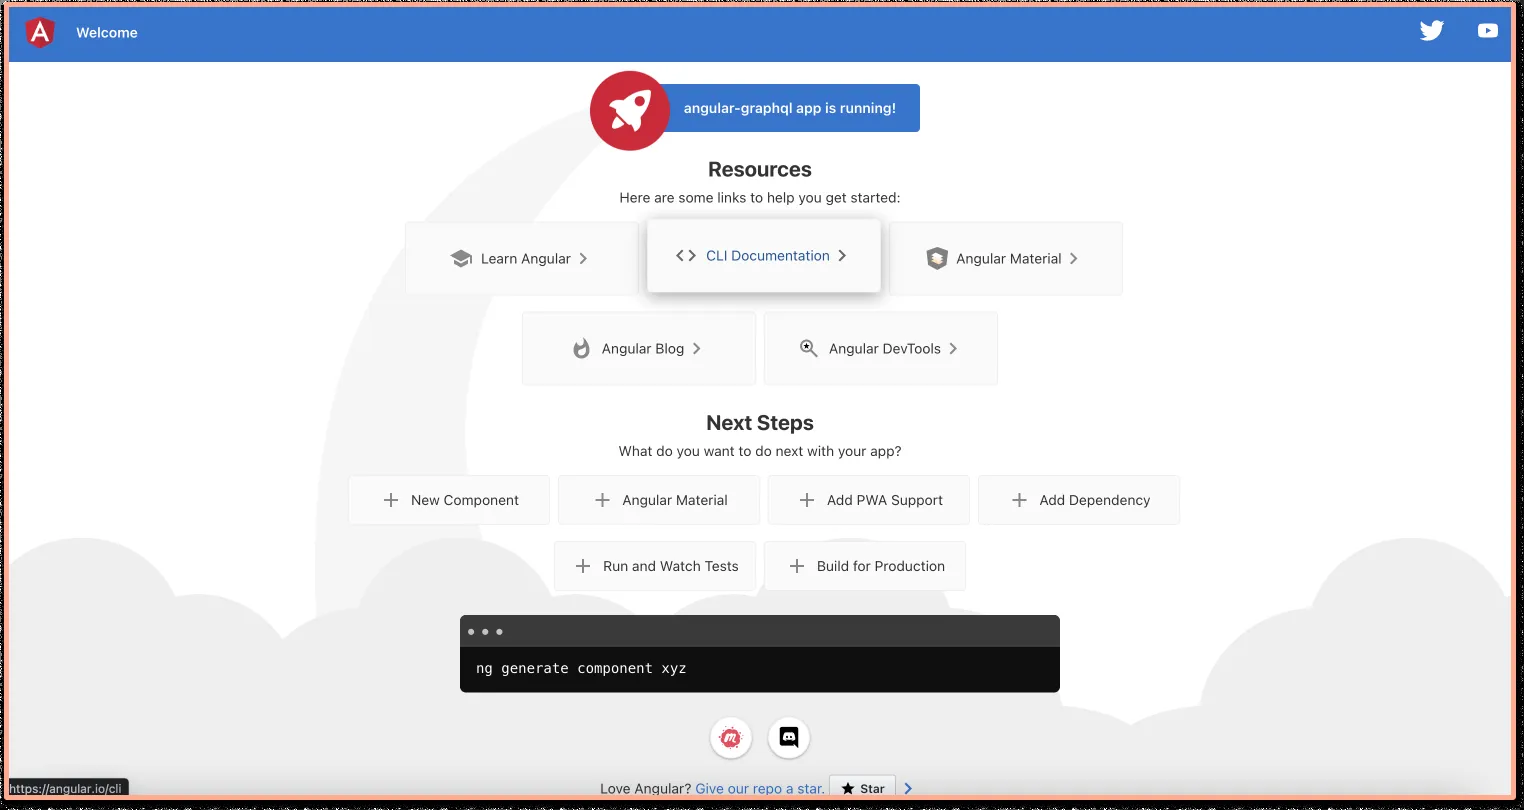 Welcome
angular-graphql app is running!
Resources
Here are some links to help you get started:
Learn Angular
CLI Documentation
Angular Material
Angular Blog
Angular DevTools
Next Steps
What do you want to do next with your app?
New Component
Angular Material
Add PWA Support
Add Dependency
Run and Watch Tests
Build for Production
ng generate component xyz
Love Angular? Give our repo a star. Star
https://angular.io/cli